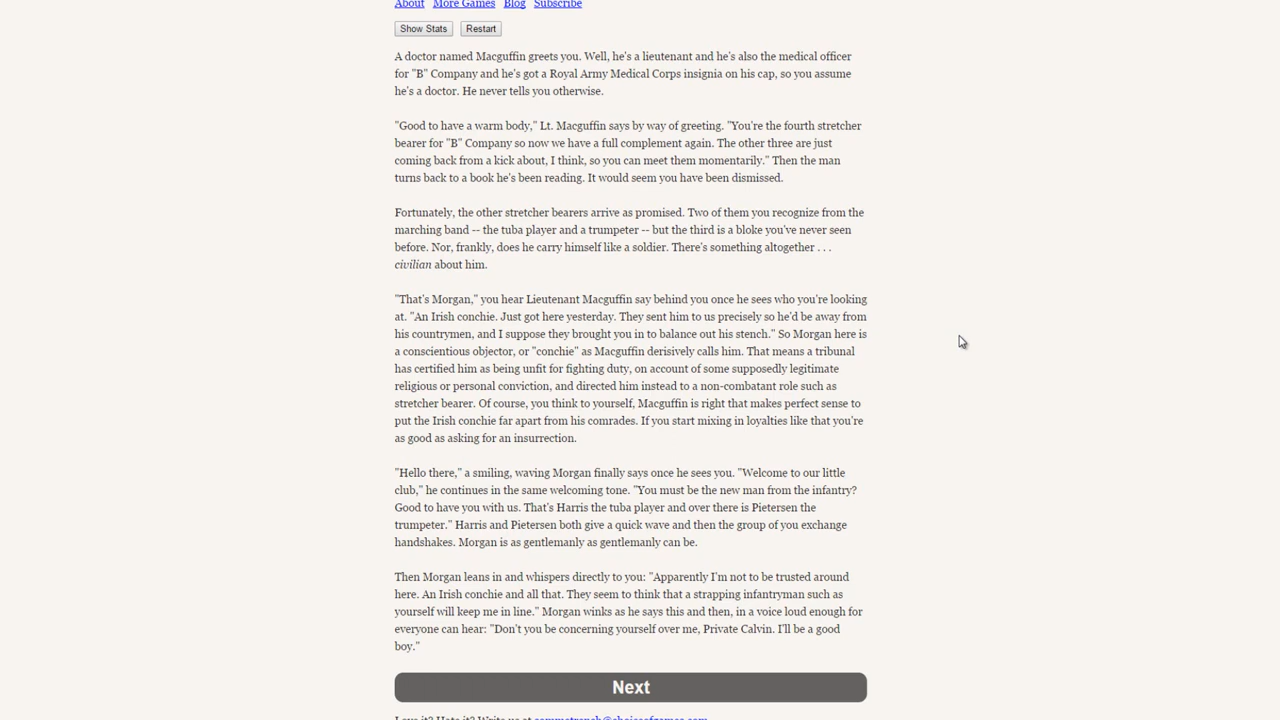 About More Games Blog Subscribe
Show Stats Restart
A doctor named Macguffin greets you. Well, he's a lieutenant and he's also the medical officer
for "B" Company and he's got a Royal Army Medical Corps insignia on his cap, so you assume
he's a doctor. He never tells you otherwise.
"Good to have a warm body," Lt. Macguffin says by way of greeting. "You're the fourth stretcher
bearer for "B" Company so now we have a full complement again. The other three are just
coming back from a kick about, I think, so you can meet them momentarily." Then the man
turns back to a book he's been reading. It would seem you have been dismissed.
Fortunately, the other stretcher bearers arrive as promised. Two of them you recognize from the
marching band -- the tuba player and a trumpeter -- but the third is a bloke you've never seen
before. Nor, frankly, does he carry himself like a soldier. There's something altogether . . .
civilian about him.
"That's Morgan," you hear Lieutenant Macguffin say behind you once he sees who you're looking
at. "An Irish conchie. Just got here yesterday. They sent him to us precisely so he'd be away from
his countrymen, and I suppose they brought you in to balance out his stench." So Morgan here is
a conscientious objector, or "conchie" as Macguffin derisively calls him. That means a tribunal
has certified him as being unfit for fighting duty, on account of some supposedly legitimate
religious or personal conviction, and directed him instead to a non-combatant role such as
stretcher bearer. Of course, you think to yourself, Macguffin is right that makes perfect sense to
put the Irish conchie far apart from his comrades. If you start mixing in loyalties like that you're
as good as asking for an insurrection.
"Hello there," a smiling, waving Morgan finally says once he sees you. "Welcome to our little
club," he continues in the same welcoming tone. "You must be the new man from the infantry?
Good to have you with us. That's Harris the tuba player and over there is Pietersen the
trumpeter." Harris and Pietersen both give a quick wave and then the group of you exchange
handshakes. Morgan is as gentlemanly as gentlemanly can be.
Then Morgan leans in and whispers directly to you: "Apparently I'm not to be trusted around
here. An Irish conchie and all that. They seem to think that a strapping infantryman such as
yourself will keep me in line." Morgan winks as he says this and then, in a voice loud enough for
everyone can hear: "Don't you be concerning yourself over me, Private Calvin. I'll be a good
boy."
Next
Love it? Hate it? Write us at